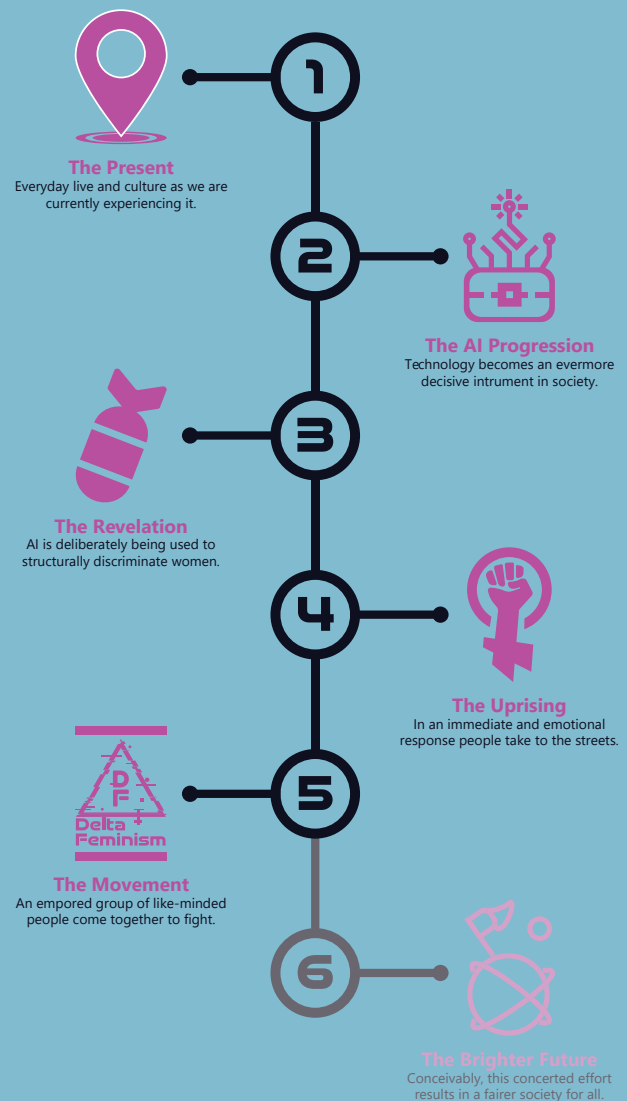 1
The Present
Everyday live and culture as we are
currently experiencing it.
2
The AI Progression
Technology becomes an evermore
decisive intrument in society.
3
The Revelation
AI is deliberately being used to
structurally discriminate women.
4
The Uprising
In an immediate and emotional
response people take to the streets.
5
D
F
Delta
Feminism
The Movement
An empored group of like-minded
people come together to fight.
6
The Brighter Future
Conceivably, this concerted effort
results in a fairer society for all.